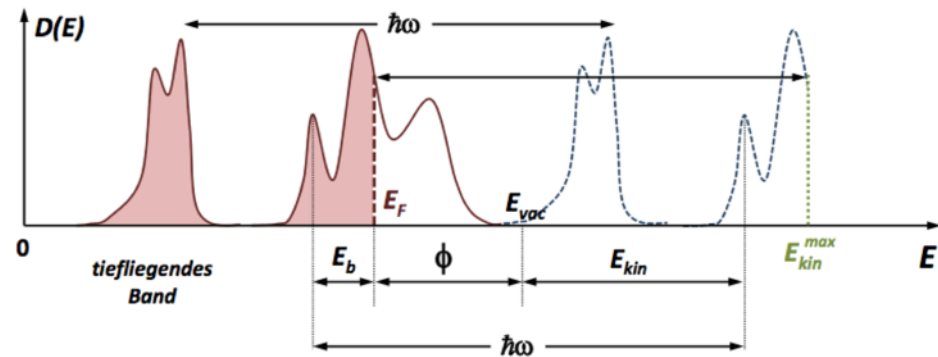 D(E)
ħω
E_F
E_vac
0
E_b
ϕ
E_kin
E_kin^max
E
tiefliegendes
Band
ħω